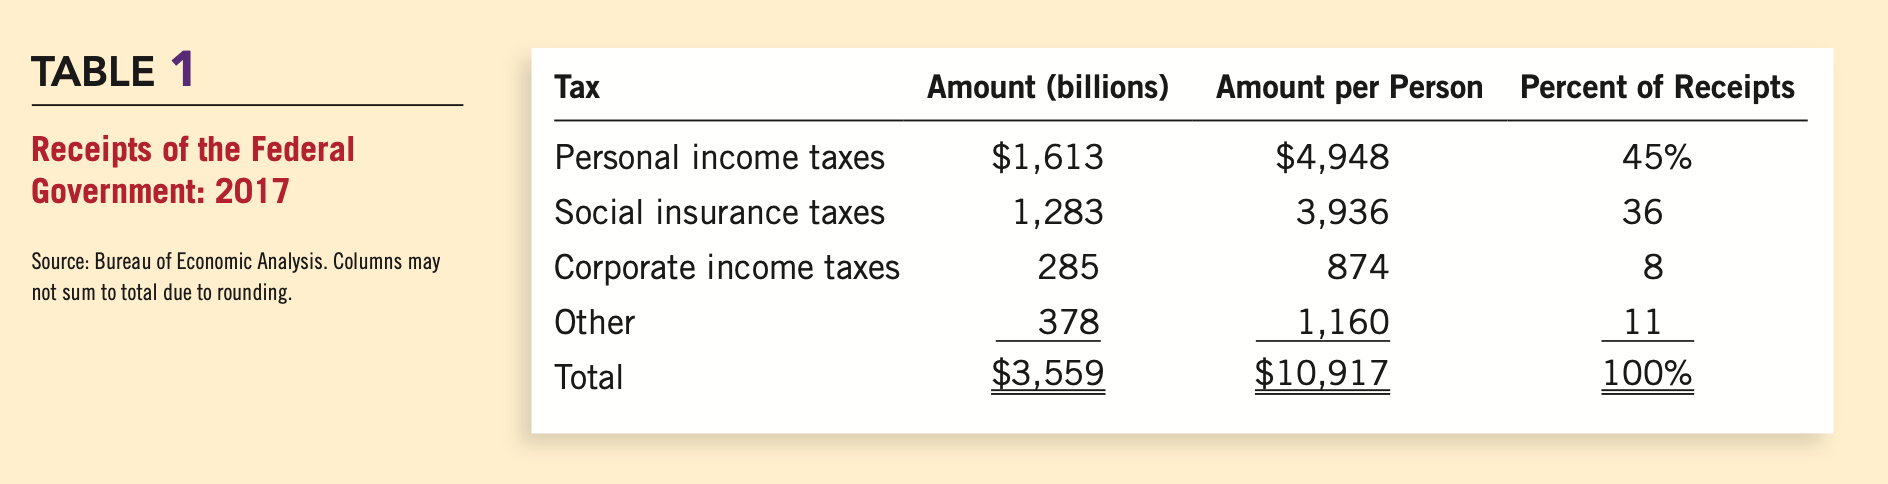 TABLE 1
Receipts of the Federal
Government: 2017
Source: Bureau of Economic Analysis. Columns may
not sum to total due to rounding.
Tax Amount (billions) Amount per Person Percent of Receipts
Personal income taxes $1,613 $4,948 45%
Social insurance taxes 1,283 3,936 36
Corporate income taxes 285 874 8
Other 378 1,160 11
Total $3,559 $10,917 100%